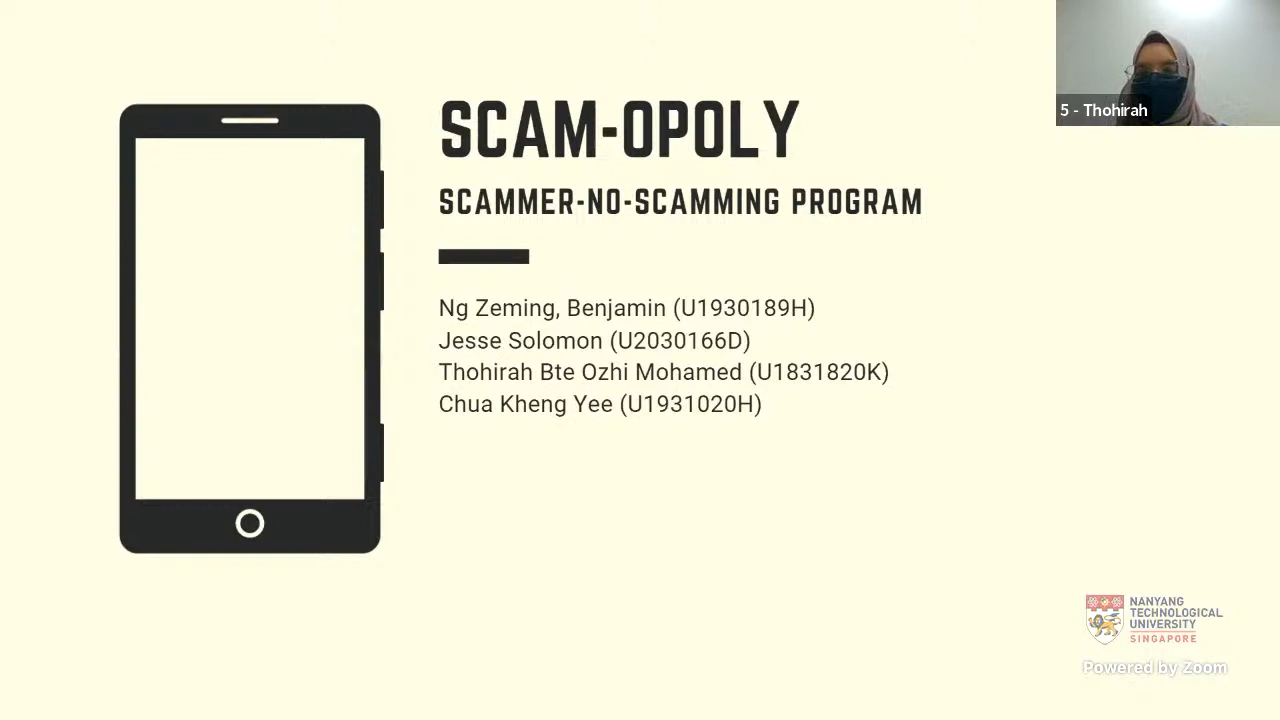 SCAM-OPOLY
SCAMMER-NO-SCAMMING PROGRAM
Ng Zeming, Benjamin (U1930189H)
Jesse Solomon (U2030166D)
Thohirah Bte Ozhi Mohamed (U1831820K)
Chua Kheng Yee (U1931020H)
5 - Thohirah
NANYANG
TECHNOLOGICAL
UNIVERSITY
SINGAPORE
Powered by Zoom